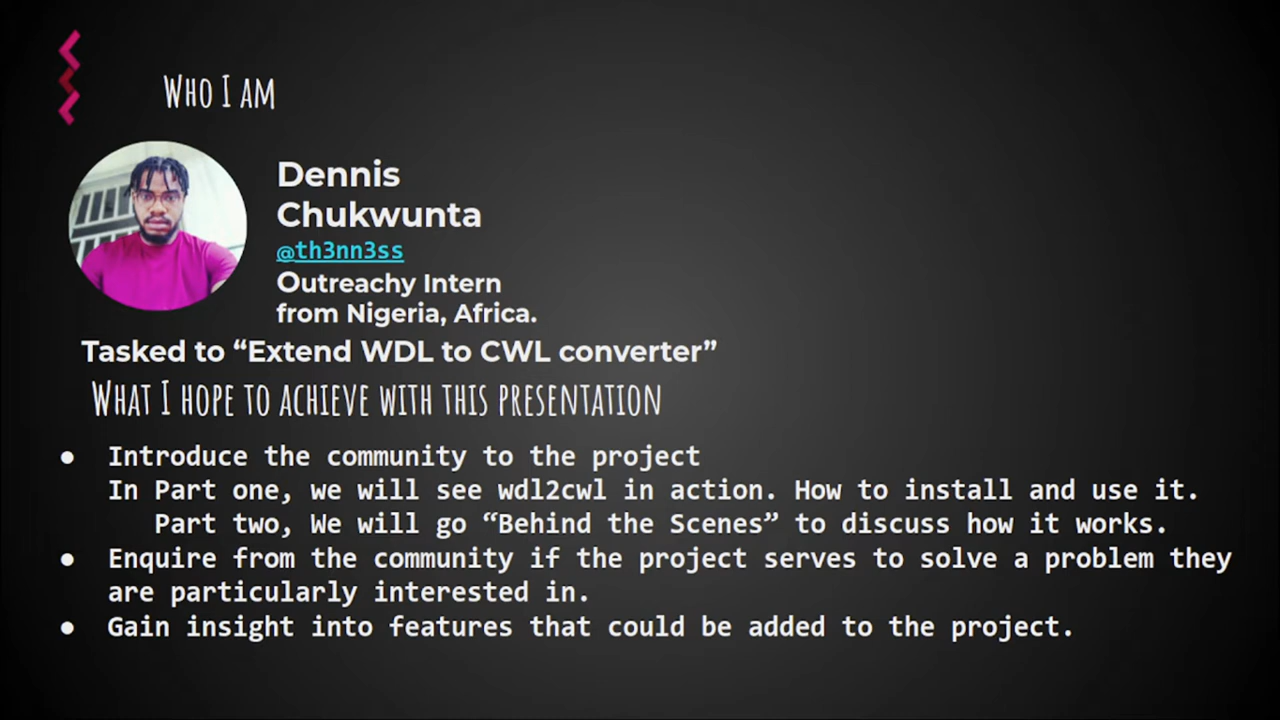 Who I am
Dennis
Chukwunta
@th3nn3ss
Outreachy Intern
from Nigeria, Africa.
Tasked to “Extend WDL to CWL converter”
What I hope to achieve with this presentation
● Introduce the community to the project
In Part one, we will see wdl2cwl in action. How to install and use it.
Part two, We will go “Behind the Scenes” to discuss how it works.
● Enquire from the community if the project serves to solve a problem they
are particularly interested in.
● Gain insight into features that could be added to the project.